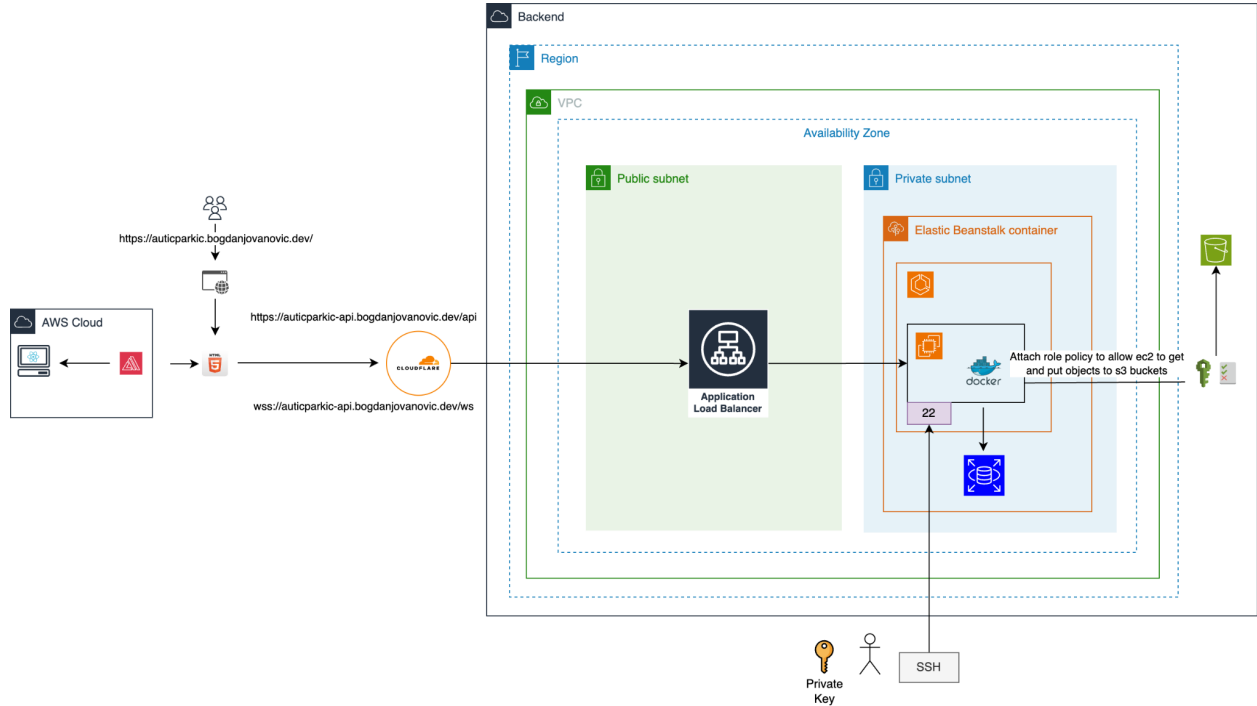 Backend
Region
VPC
Availability Zone
Public subnet
Private subnet
Elastic Beanstalk container
https://auticparkic.bogdanjovanovic.dev/
AWS Cloud
HTML
5
https://auticparkic-api.bogdanjovanovic.dev/api
CLOUDFLARE
wss://auticparkic-api.bogdanjovanovic.dev/ws
Application
Load Balancer
docker
Attach role policy to allow ec2 to get
and put objects to s3 buckets
22
SSH
Private
Key